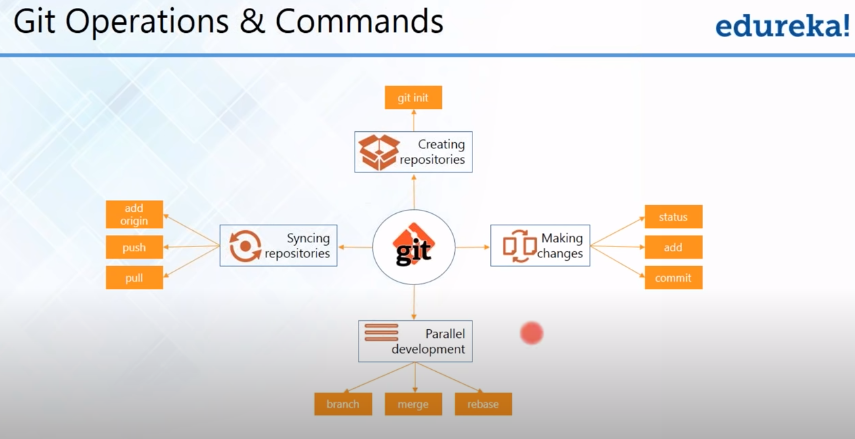 Git Operations & Commands
edureka!
git init
Creating
repositories
add
origin
push
pull
Syncing
repositories
git
Making
changes
status
add
commit
Parallel
development
branch
merge
rebase